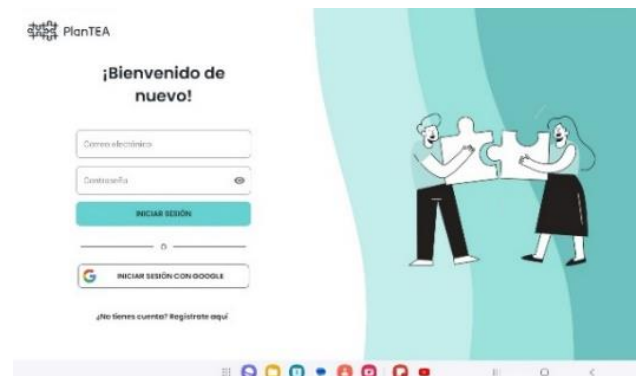 PlanTEA
¡Bienvenido de
nuevo!
Correo electrónico
Contraseña
INICIAR SESIÓN
O
INICIAR SESIÓN CON GOOGLE
¿No tienes cuenta? Regístrate aquí